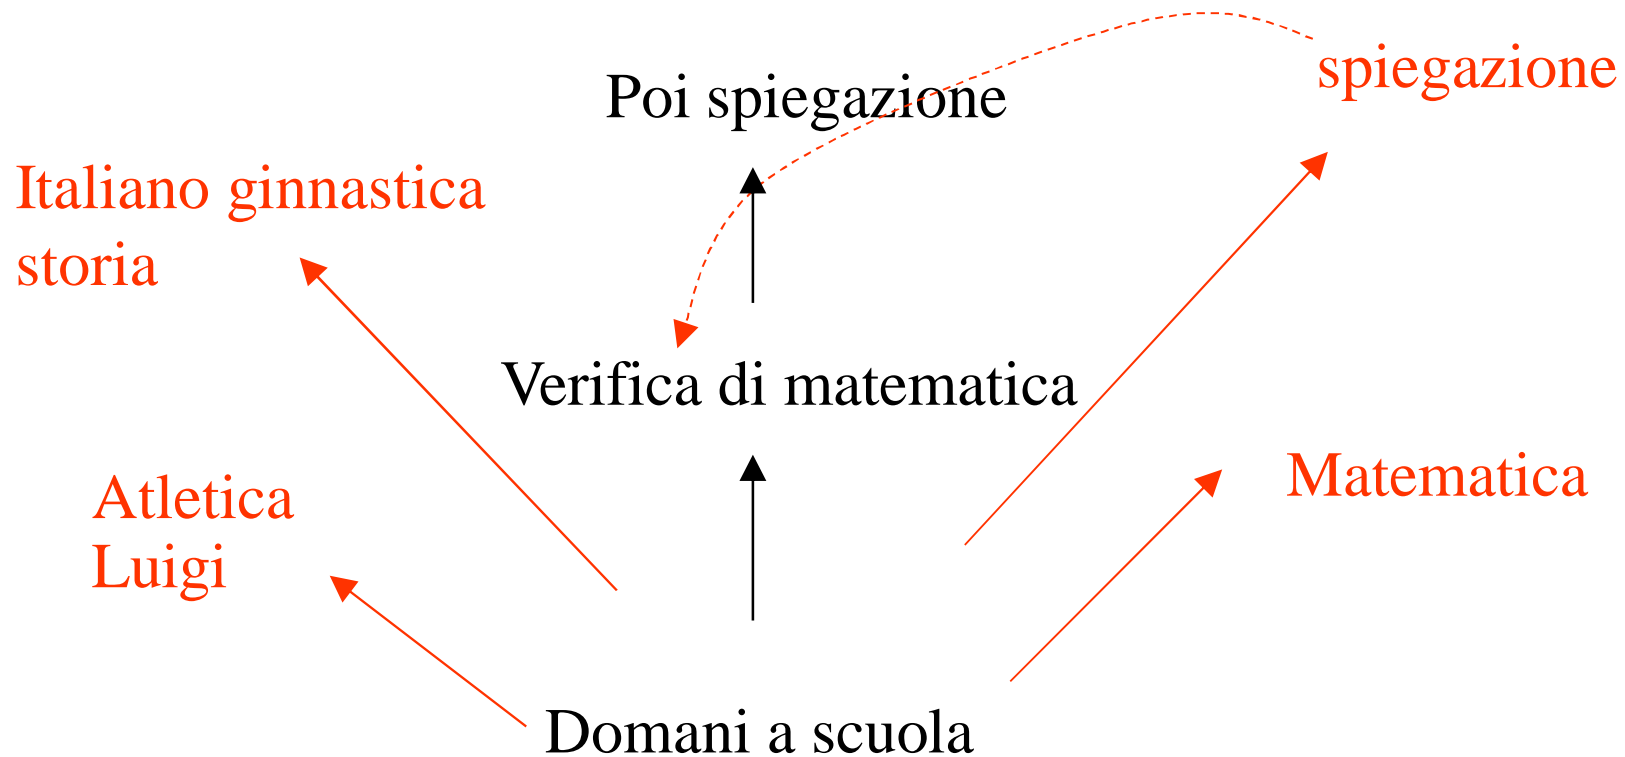 spiegazione
Poi spiegazione
Italiano ginnastica
storia
Verifica di matematica
Matematica
Atletica
Luigi
Domani a scuola